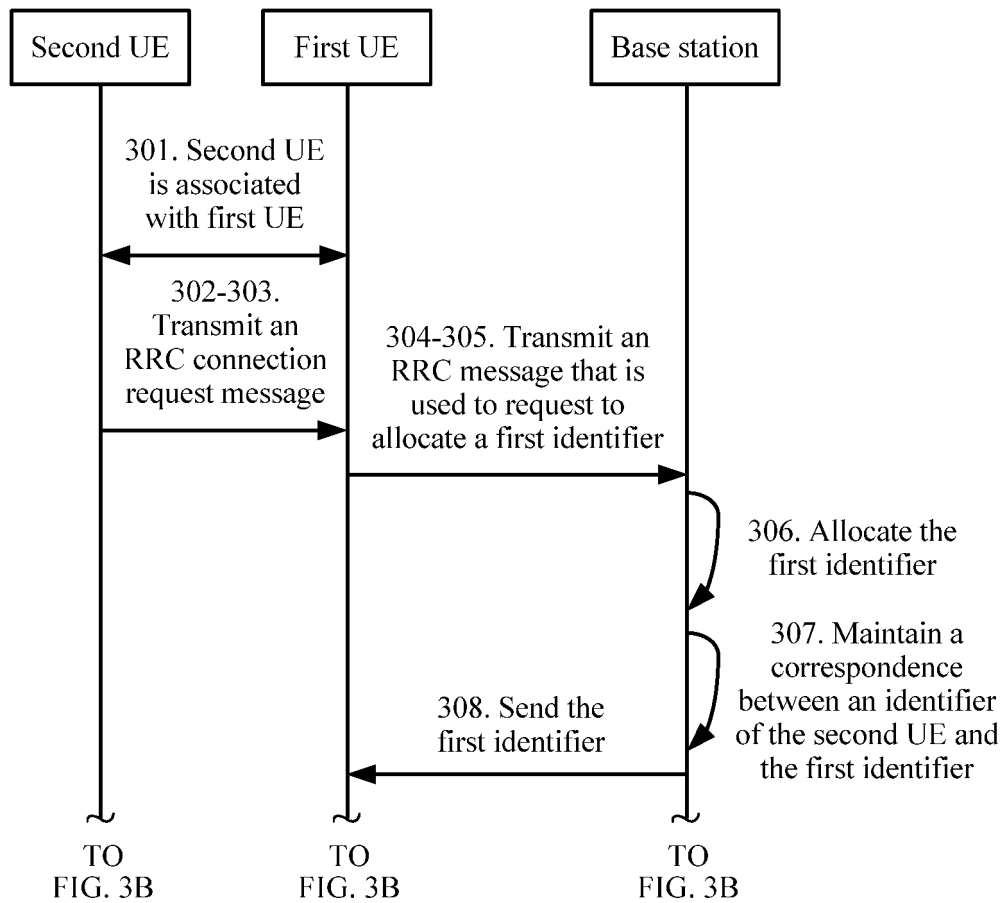 Second UE
First UE
Base station
301. Second UE
is associated
with first UE
302-303.
Transmit an
RRC connection
request message
304-305. Transmit an
RRC message that is
used to request to
allocate a first identifier
306. Allocate the
first identifier
307. Maintain a
correspondence
between an identifier
of the second UE and
the first identifier
308. Send the
first identifier
TO
FIG. 3B
TO
FIG. 3B
TO
FIG. 3B